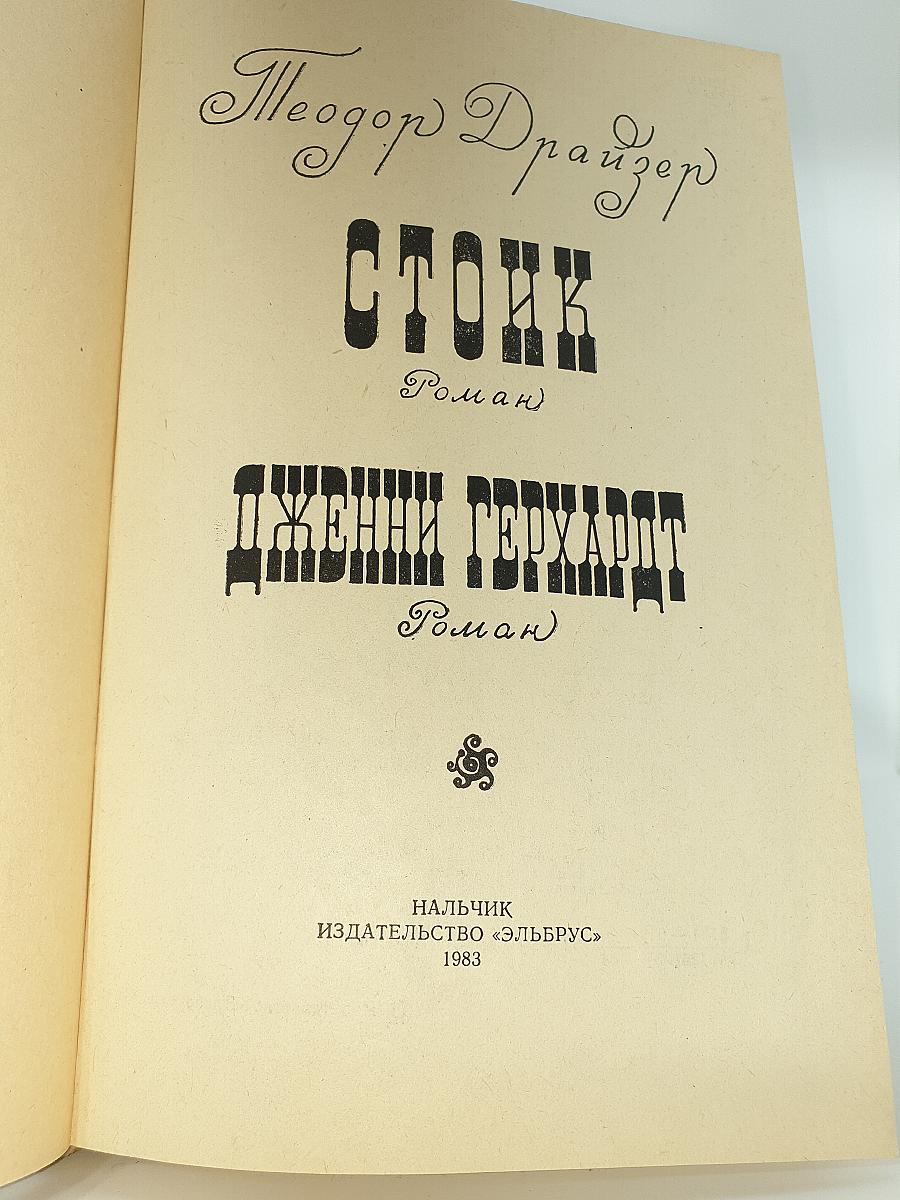 Теодор Драйзер
СТОИК
Роман
ДЖЕННИ ГЕРХАРДТ
Роман
НАЛЬЧИК
ИЗДАТЕЛЬСТВО «ЭЛЬБРУС»
1983